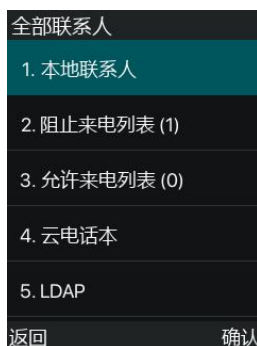 全部联系人
1. 本地联系人
2. 阻止来电列表 (1)
3. 允许来电列表 (0)
4. 云电话本
5. LDAP
返回 确认